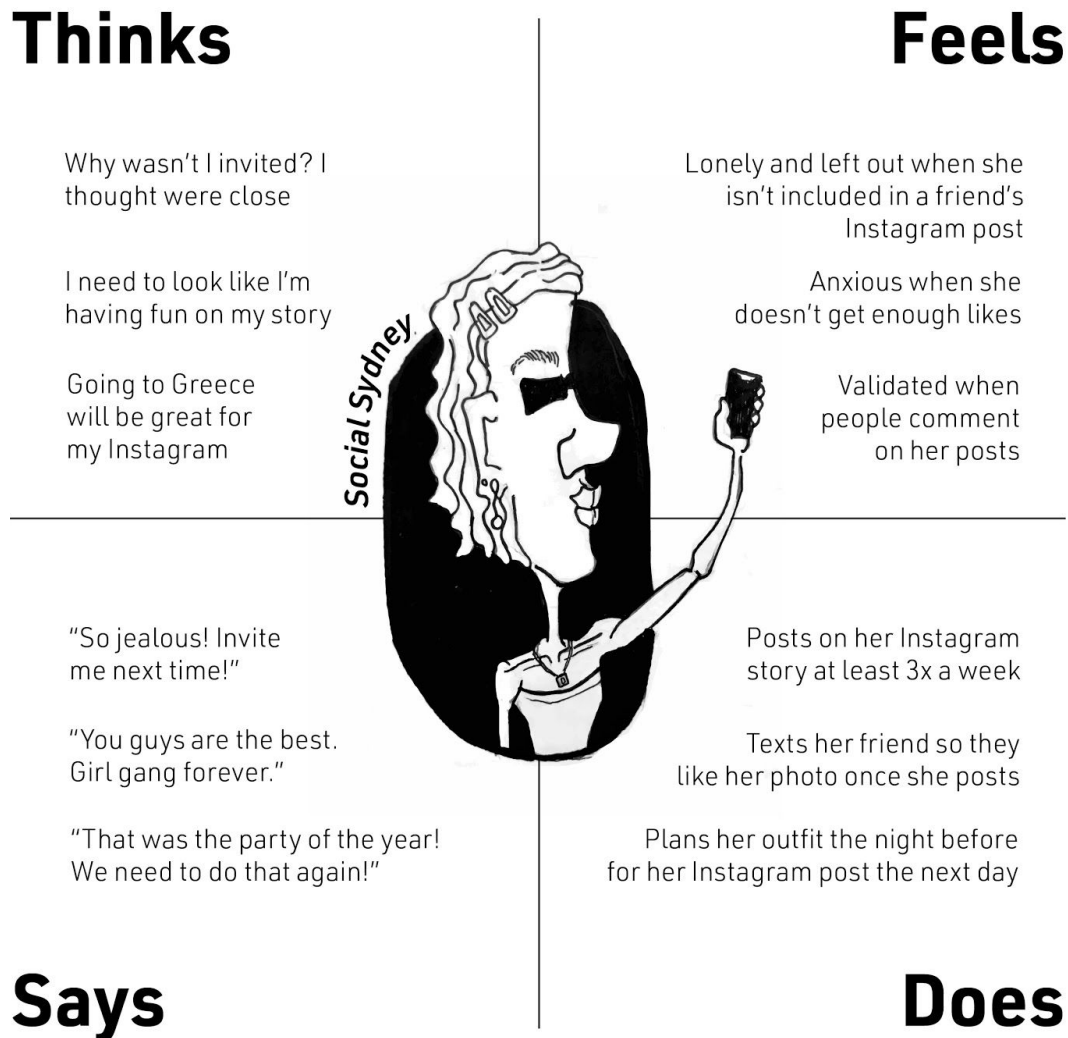 Thinks
Feels
Why wasn't I invited? I
thought were close
I need to look like I'm
having fun on my story
Going to Greece
will be great for
my Instagram
Lonely and left out when she
isn't included in a friend's
Instagram post
Anxious when she
doesn't get enough likes
Validated when
people comment
on her posts
Social Sydney
"So jealous! Invite
me next time!"
"You guys are the best.
Girl gang forever."
"That was the party of the year!
We need to do that again!"
Posts on her Instagram
story at least 3x a week
Texts her friend so they
like her photo once she posts
Plans her outfit the night before
for her Instagram post the next day
Says
Does